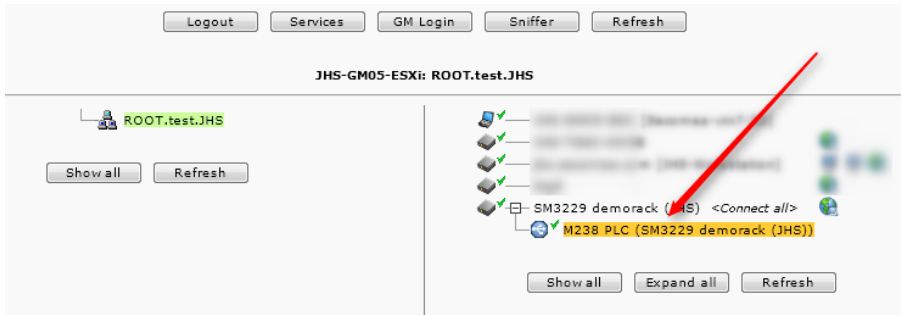 Logout Services GM Login Sniffer Refresh
JHS-GM05-ESXi: ROOT.test.JHS
ROOT.test.JHS
Show all Refresh
SM3229 demorack (JHS) <Connect all>
M238 PLC (SM3229 demorack (JHS))
Show all Expand all Refresh